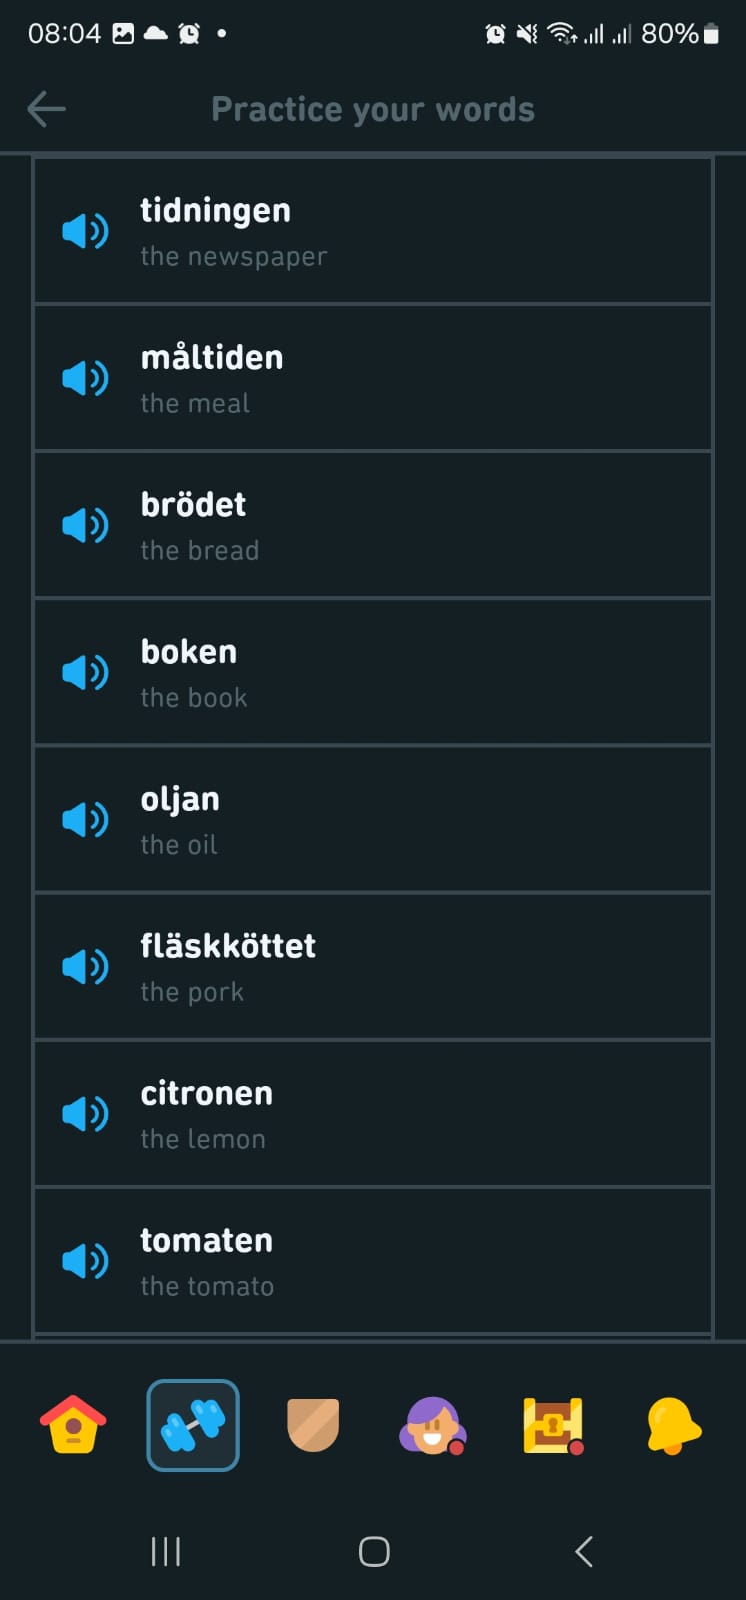 08:04
80%
Practice your words
tidningen
the newspaper
måltiden
the meal
brödet
the bread
boken
the book
oljan
the oil
fläskköttet
the pork
citronen
the lemon
tomaten
the tomato